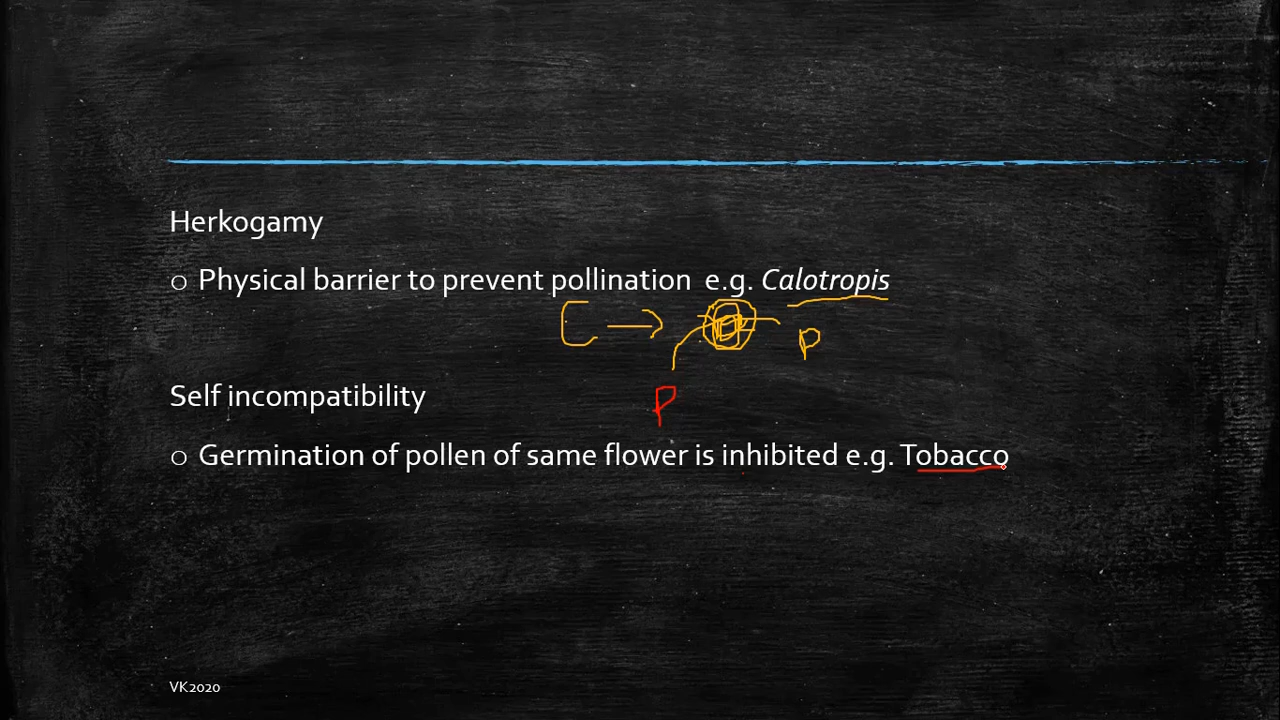 Herkogamy
○ Physical barrier to prevent pollination e.g. Calotropis
C → P
P
Self incompatibility
○ Germination of pollen of same flower is inhibited e.g. Tobacco
VK2020